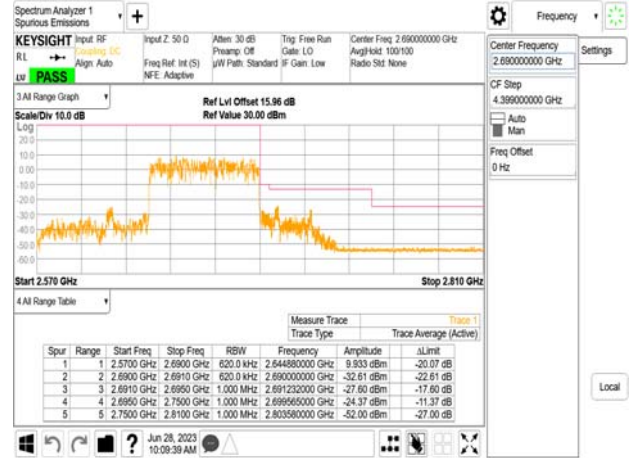 Spectrum Analyzer 1
Spurious Emissions
Frequency
KEYSIGHT
RL
LU PASS
Input: RF
Coupling: DC
Align: Auto
Input Z: 50 Ω
Freq Ref: Int (S)
NFE: Adaptive
Atten: 30 dB
Preamp: Off
µW Path: Standard
Trig: Free Run
Gate: LO
IF Gain: Low
Center Freq: 2.690000000 GHz
Avg|Hold: 100/100
Radio Std: None
Center Frequency
2.690000000 GHz
Settings
CF Step
4.399000000 GHz
Auto
Man
Freq Offset
0 Hz
Local
3 All Range Graph
Scale/Div 10.0 dB
Ref Lvl Offset 15.96 dB
Ref Value 30.00 dBm
Log
20.0
10.0
0.00
-10.0
-20.0
-30.0
-40.0
-50.0
-60.0
Start 2.570 GHz
Stop 2.810 GHz
4 All Range Table
Measure Trace Trace 1
Trace Type Trace Average (Active)
Spur Range Start Freq Stop Freq RBW Frequency Amplitude ΔLimit
1 1 2.5700 GHz 2.6900 GHz 620.0 kHz 2.644880000 GHz 9.933 dBm -20.07 dB
2 2 2.6900 GHz 2.6910 GHz 620.0 kHz 2.690000000 GHz -32.61 dBm -22.61 dB
3 3 2.6910 GHz 2.6950 GHz 1.000 MHz 2.691232000 GHz -27.60 dBm -17.60 dB
4 4 2.6950 GHz 2.7500 GHz 1.000 MHz 2.699565000 GHz -24.37 dBm -11.37 dB
5 5 2.7500 GHz 2.8100 GHz 1.000 MHz 2.803580000 GHz -52.00 dBm -27.00 dB
Jun 28, 2023
10:09:39 AM